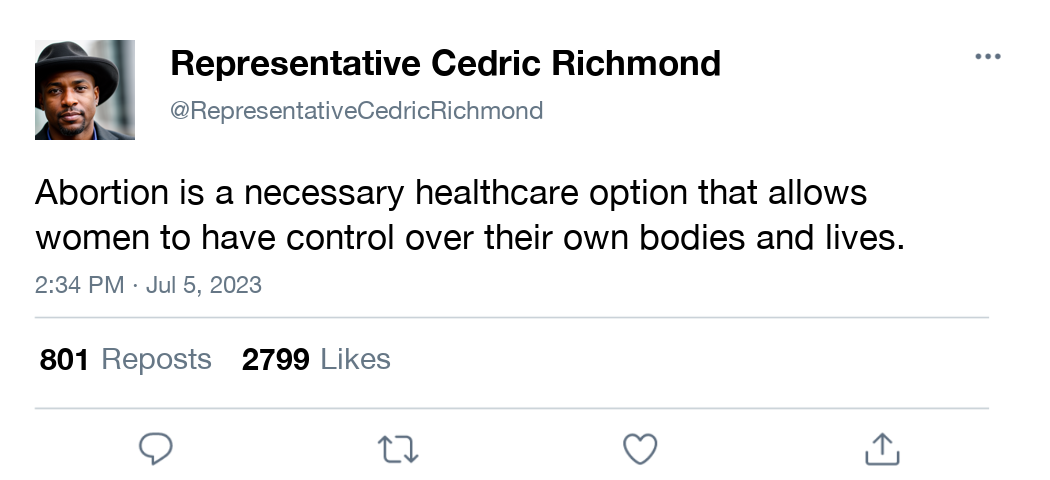 Representative Cedric Richmond
@RepresentativeCedricRichmond
Abortion is a necessary healthcare option that allows
women to have control over their own bodies and lives.
2:34 PM · Jul 5, 2023
801 Reposts 2799 Likes